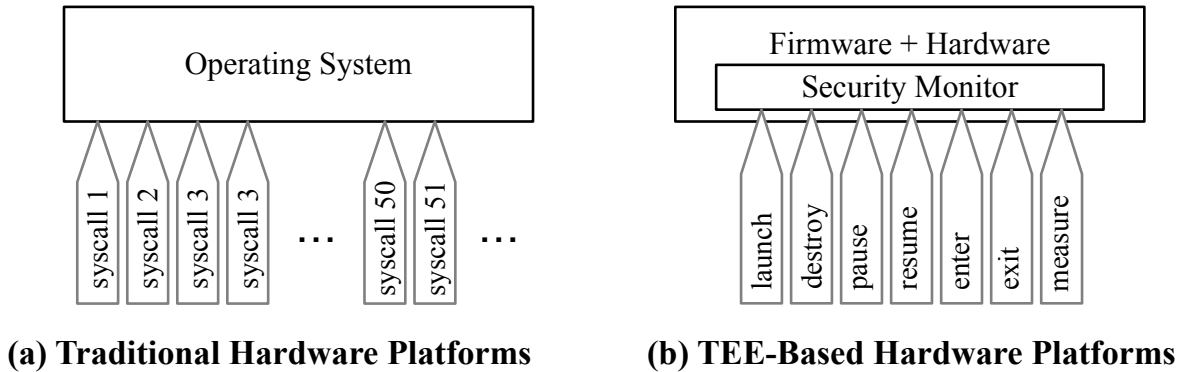 Operating System
syscall 1
syscall 2
syscall 3
syscall 3
...
syscall 50
syscall 51
...
(a) Traditional Hardware Platforms
Firmware + Hardware
Security Monitor
launch
destroy
pause
resume
enter
exit
measure
(b) TEE-Based Hardware Platforms